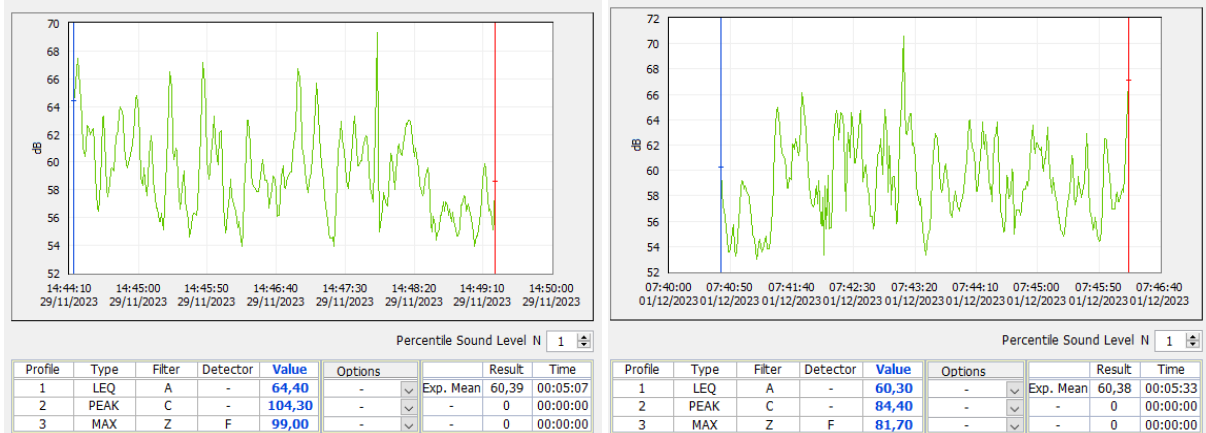 70
68
66
64
62
60
58
56
54
52
dB
14:44:10 14:45:00 14:45:50 14:46:40 14:47:30 14:48:20 14:49:10 14:50:00
29/11/2023 29/11/2023 29/11/2023 29/11/2023 29/11/2023 29/11/2023 29/11/2023 29/11/2023
Percentile Sound Level N 1
Profile Type Filter Detector Value Options Result Time
1 LEQ A - 64,40 - Exp. Mean 60,39 00:05:07
2 PEAK C - 104,30 - - 0 00:00:00
3 MAX Z F 99,00 - - 0 00:00:00
72
70
68
66
64
62
60
58
56
54
52
dB
07:40:00 07:40:50 07:41:40 07:42:30 07:43:20 07:44:10 07:45:00 07:45:50 07:46:40
01/12/2023 01/12/2023 01/12/2023 01/12/2023 01/12/2023 01/12/2023 01/12/2023 01/12/2023 01/12/2023
Percentile Sound Level N 1
Profile Type Filter Detector Value Options Result Time
1 LEQ A - 60,30 - Exp. Mean 60,38 00:05:33
2 PEAK C - 84,40 - - 0 00:00:00
3 MAX Z F 81,70 - - 0 00:00:00